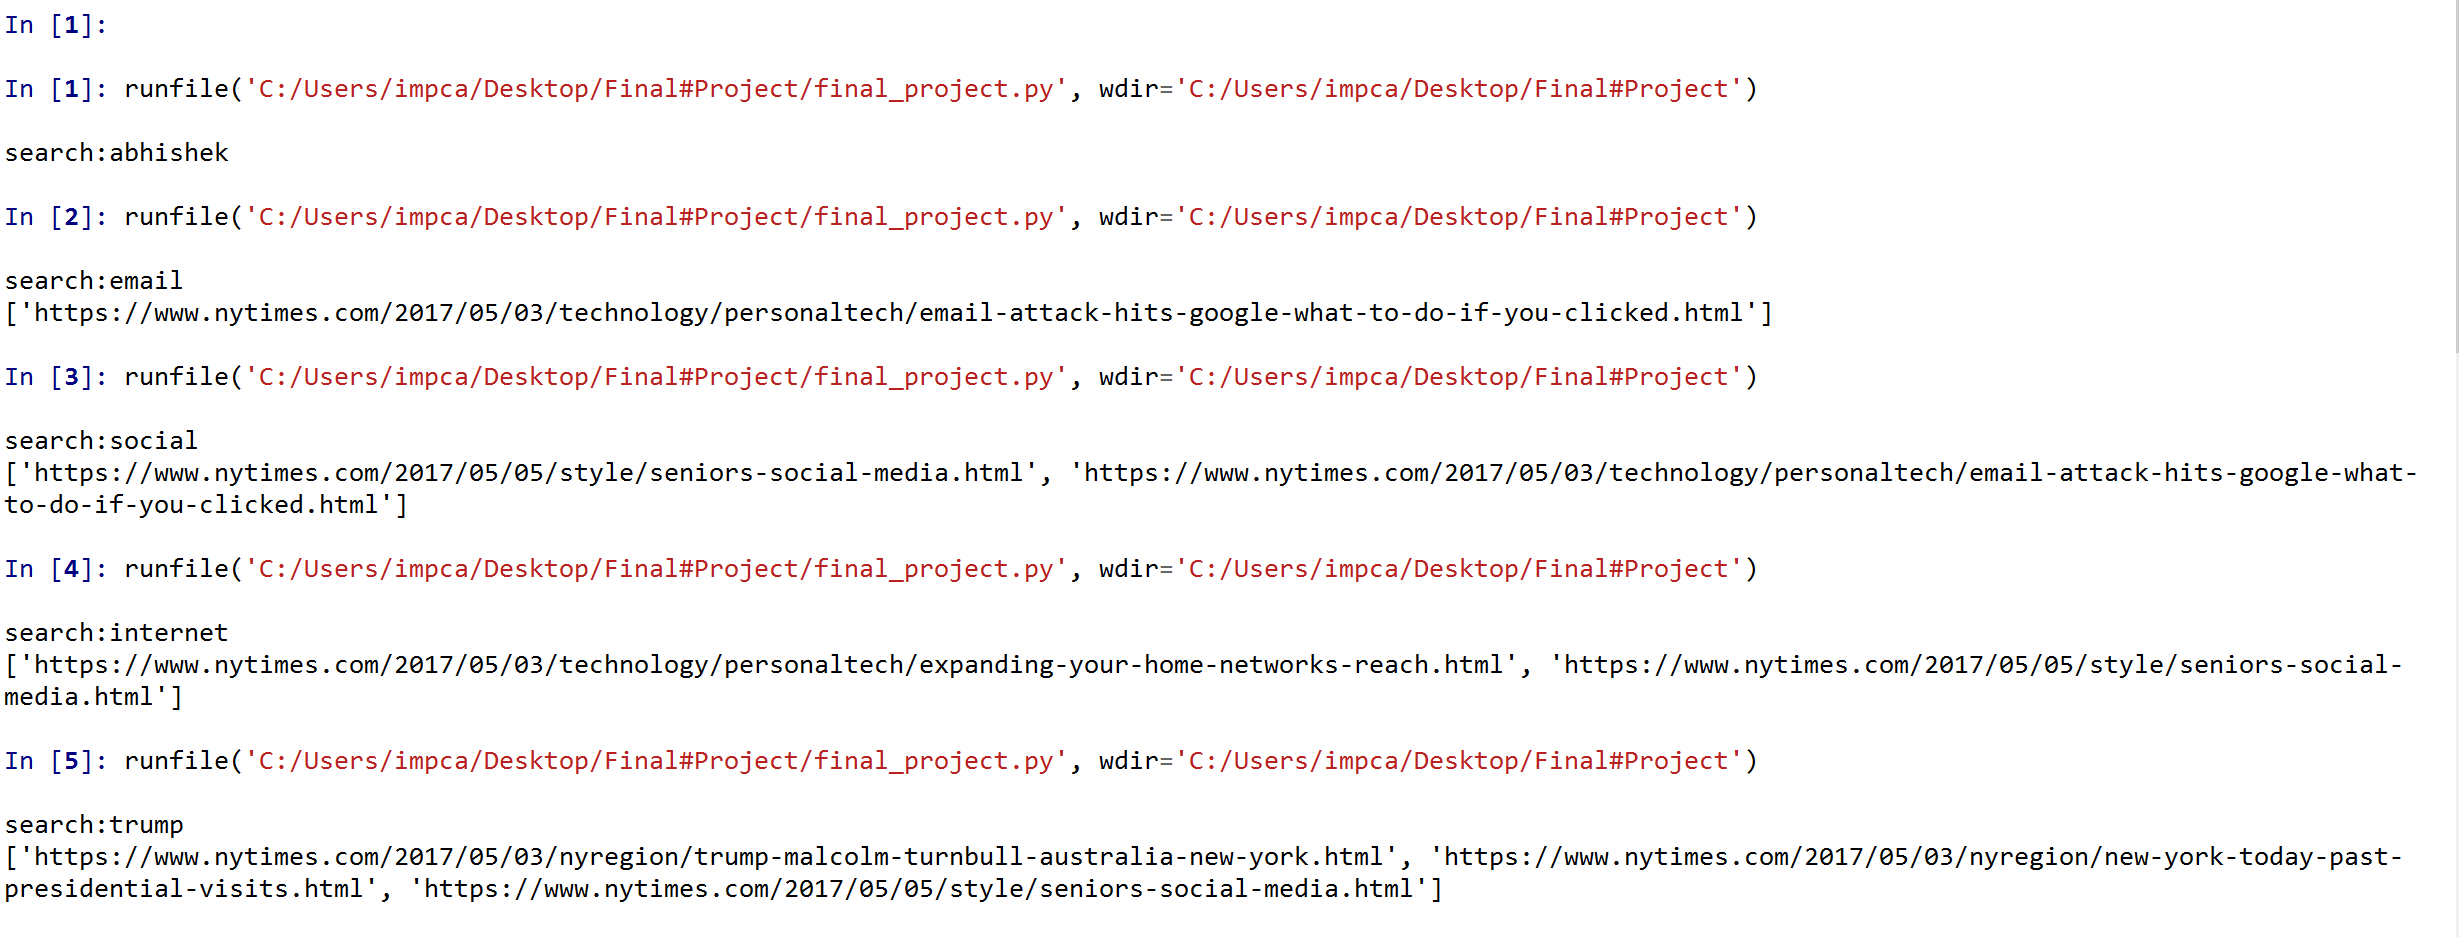 In [1]:
In [1]: runfile('C:/Users/impca/Desktop/Final#Project/final_project.py', wdir='C:/Users/impca/Desktop/Final#Project')
search:abhishek
In [2]: runfile('C:/Users/impca/Desktop/Final#Project/final_project.py', wdir='C:/Users/impca/Desktop/Final#Project')
search:email
['https://www.nytimes.com/2017/05/03/technology/personaltech/email-attack-hits-google-what-to-do-if-you-clicked.html']
In [3]: runfile('C:/Users/impca/Desktop/Final#Project/final_project.py', wdir='C:/Users/impca/Desktop/Final#Project')
search:social
['https://www.nytimes.com/2017/05/05/style/seniors-social-media.html', 'https://www.nytimes.com/2017/05/03/technology/personaltech/email-attack-hits-google-what-
to-do-if-you-clicked.html']
In [4]: runfile('C:/Users/impca/Desktop/Final#Project/final_project.py', wdir='C:/Users/impca/Desktop/Final#Project')
search:internet
['https://www.nytimes.com/2017/05/03/technology/personaltech/expanding-your-home-networks-reach.html', 'https://www.nytimes.com/2017/05/05/style/seniors-social-
media.html']
In [5]: runfile('C:/Users/impca/Desktop/Final#Project/final_project.py', wdir='C:/Users/impca/Desktop/Final#Project')
search:trump
['https://www.nytimes.com/2017/05/03/nyregion/trump-malcolm-turnbull-australia-new-york.html', 'https://www.nytimes.com/2017/05/03/nyregion/new-york-today-past-
presidential-visits.html', 'https://www.nytimes.com/2017/05/05/style/seniors-social-media.html']